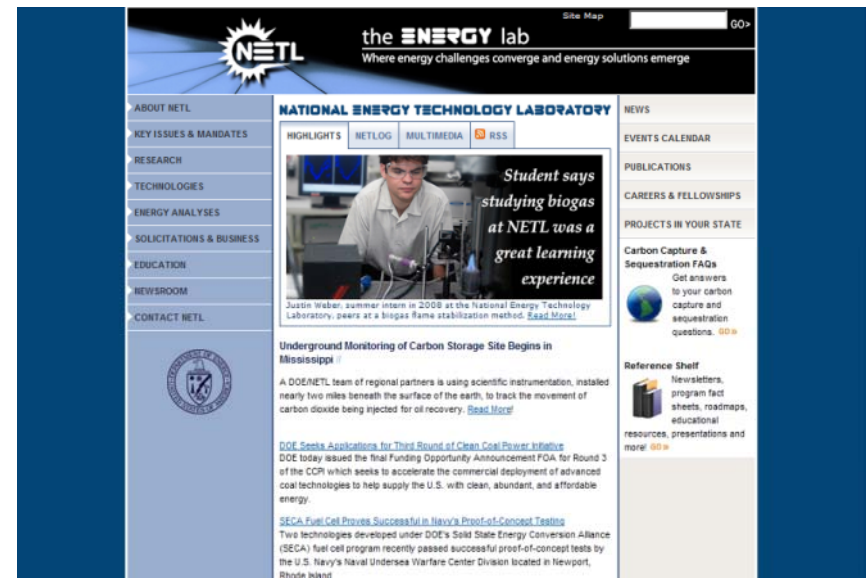 Site Map
GO>
NETL
the ENERGY lab
Where energy challenges converge and energy solutions emerge
ABOUT NETL
KEY ISSUES & MANDATES
RESEARCH
TECHNOLOGIES
ENERGY ANALYSES
SOLICITATIONS & BUSINESS
EDUCATION
NEWSROOM
CONTACT NETL
NATIONAL ENERGY TECHNOLOGY LABORATORY
HIGHLIGHTS NETLOG MULTIMEDIA RSS
Student says
studying biogas
at NETL was a
great learning
experience
Justin Weber, summer intern in 2008 at the National Energy Technology
Laboratory, peers at a biogas flame stabilization method. Read More!
Underground Monitoring of Carbon Storage Site Begins in
Mississippi
A DOE/NETL team of regional partners is using scientific instrumentation, installed
nearly two miles beneath the surface of the earth, to track the movement of
carbon dioxide being injected for oil recovery. Read More!
DOE Seeks Applications for Third Round of Clean Coal Power Initiative
DOE today issued the final Funding Opportunity Announcement FOA for Round 3
of the CCPI which seeks to accelerate the commercial deployment of advanced
coal technologies to help supply the U.S. with clean, abundant, and affordable
energy.
SECA Fuel Cell Proves Successful in Navy's Proof-of-Concept Testing
Two technologies developed under DOE's Solid State Energy Conversion Alliance
(SECA) fuel cell program recently passed successful proof-of-concept tests by
the U.S. Navy's Naval Undersea Warfare Center Division located in Newport,
Rhode Island.
NEWS
EVENTS CALENDAR
PUBLICATIONS
CAREERS & FELLOWSHIPS
PROJECTS IN YOUR STATE
Carbon Capture &
Sequestration FAQs
Get answers
to your carbon
capture and
sequestration
questions. GO»
Reference Shelf
Newsletters,
program fact
sheets, roadmaps,
educational
resources, presentations and
more! GO»